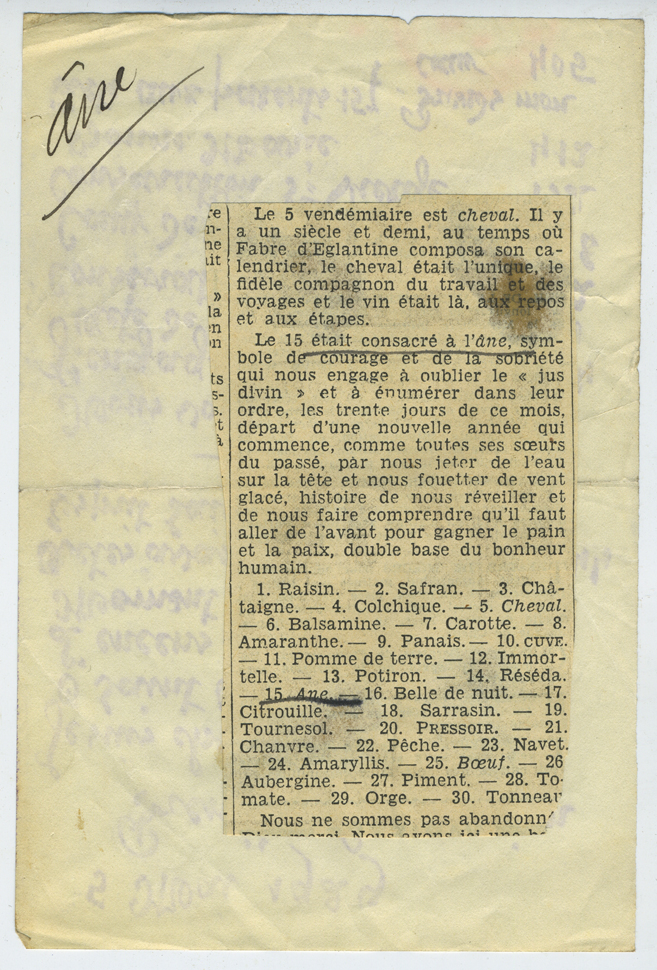 âne
Le 5 vendémiaire est cheval. Il y
a un siècle et demi, au temps où
Fabre d'Eglantine composa son ca-
lendrier, le cheval était l'unique, le
fidèle compagnon du travail et des
voyages et le vin était là, aux repos
et aux étapes.
Le 15 était consacré à l'âne, sym-
bole de courage et de la sobriété
qui nous engage à oublier le « jus
divin » et à énumérer dans leur
ordre, les trente jours de ce mois,
départ d'une nouvelle année qui
commence, comme toutes ses sœurs
du passé, par nous jeter de l'eau
sur la tête et nous fouetter de vent
glacé, histoire de nous réveiller et
de nous faire comprendre qu'il faut
aller de l'avant pour gagner le pain
et la paix, double base du bonheur
humain.
1. Raisin. — 2. Safran. — 3. Châ-
taigne. — 4. Colchique. — 5. Cheval.
— 6. Balsamine. — 7. Carotte. — 8.
Amaranthe. — 9. Panais. — 10. CUVE.
— 11. Pomme de terre. — 12. Immor-
telle. — 13. Potiron. — 14. Réséda.
— 15. Ane. — 16. Belle de nuit. — 17.
Citrouille. — 18. Sarrasin. — 19.
Tournesol. — 20. PRESSOIR. — 21.
Chanvre. — 22. Pêche. — 23. Navet.
— 24. Amaryllis. — 25. Bœuf. — 26
Aubergine. — 27. Piment. — 28. To-
mate. — 29. Orge. — 30. Tonneau
Nous ne sommes pas abandonn